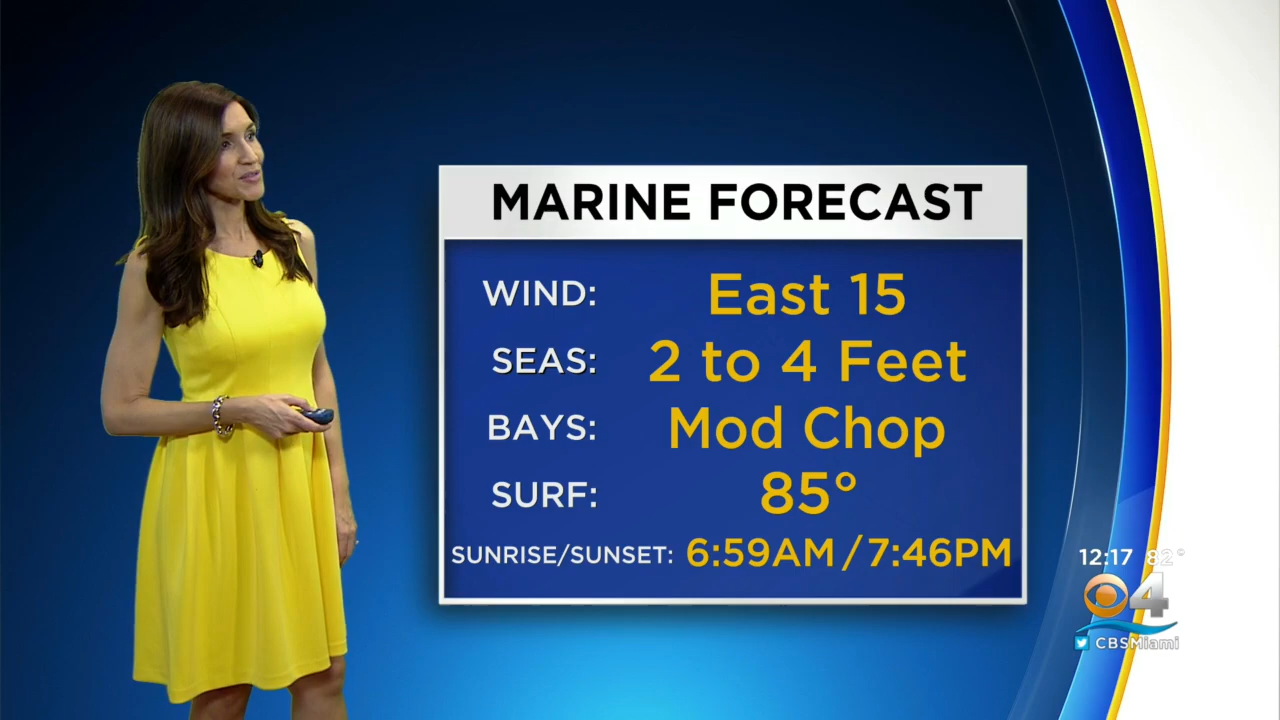 MARINE FORECAST
WIND: East 15
SEAS: 2 to 4 Feet
BAYS: Mod Chop
SURF: 85°
SUNRISE/SUNSET: 6:59AM / 7:46PM
12:17 82°
4
CBSMiami